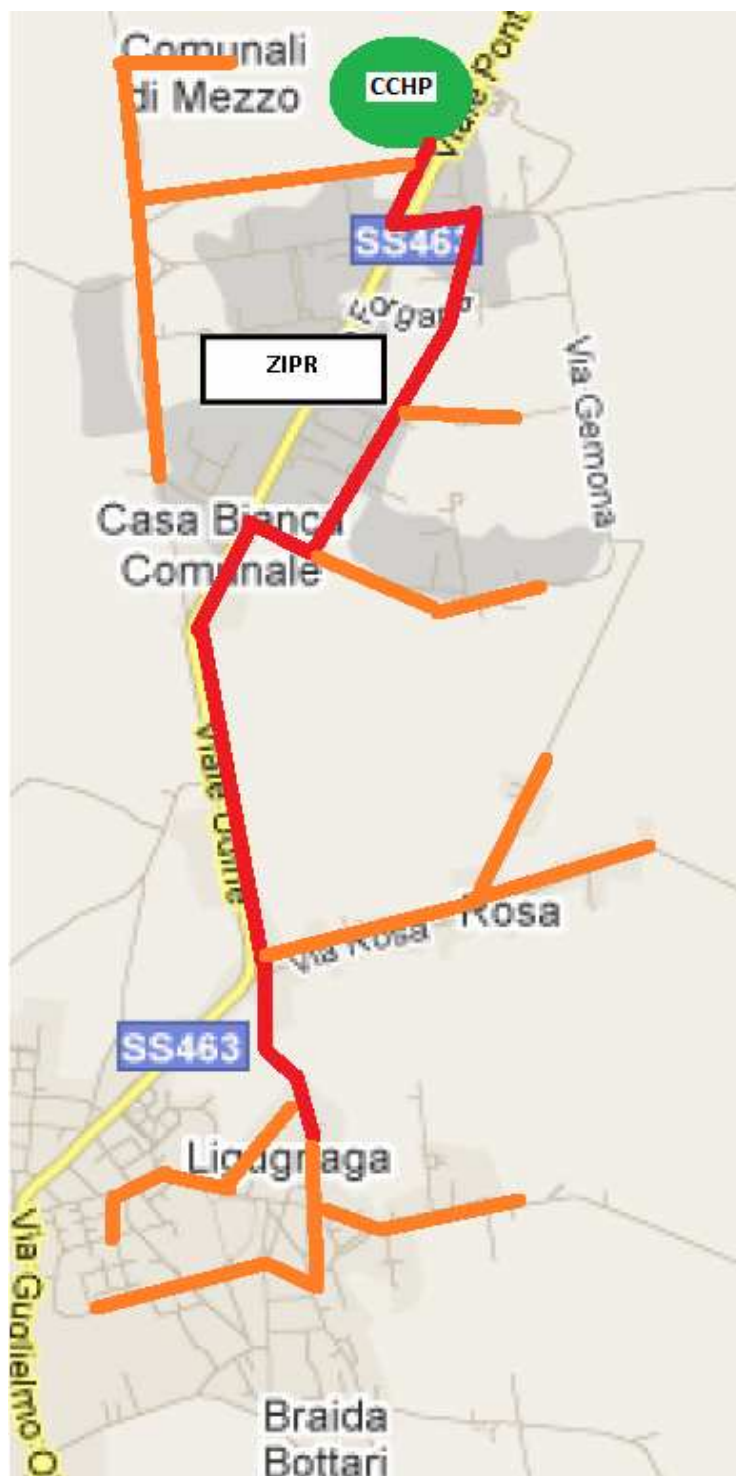 Comunali
di Mezzo
CCHP
Viale Pont
SS463
ZIPR
Via Gemona
Casa Bianca
Comunale
Viale Udine
Rosa
Via Rosa
SS463
Ligugnaga
Via Guglielmo O
Braida
Bottari